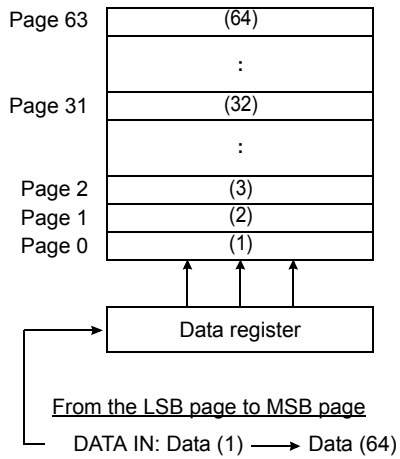 Page 63 (64)
:
Page 31 (32)
:
Page 2 (3)
Page 1 (2)
Page 0 (1)
Data register
From the LSB page to MSB page
DATA IN: Data (1) Data (64)